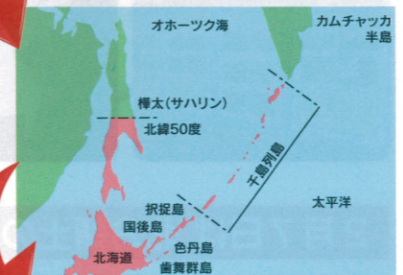 オホーツク海
カムチャッカ
半島
樺太(サハリン)
北緯50度
千島列島
太平洋
択捉島
国後島
色丹島
北海道
歯舞群島